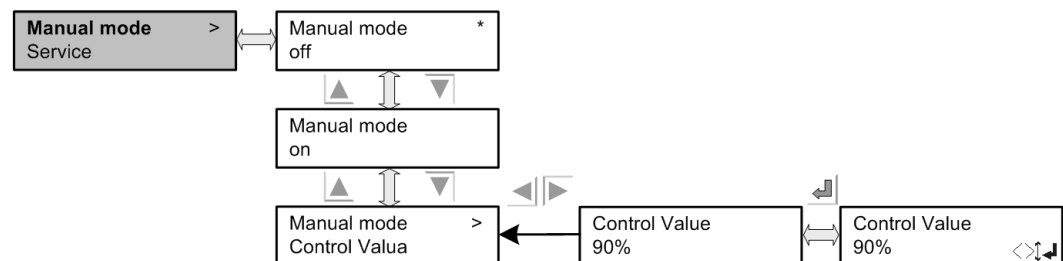 Manual mode >
Service
Manual mode *
off
Manual mode
on
Manual mode >
Control Valua
Control Value
90%
Control Value
90%